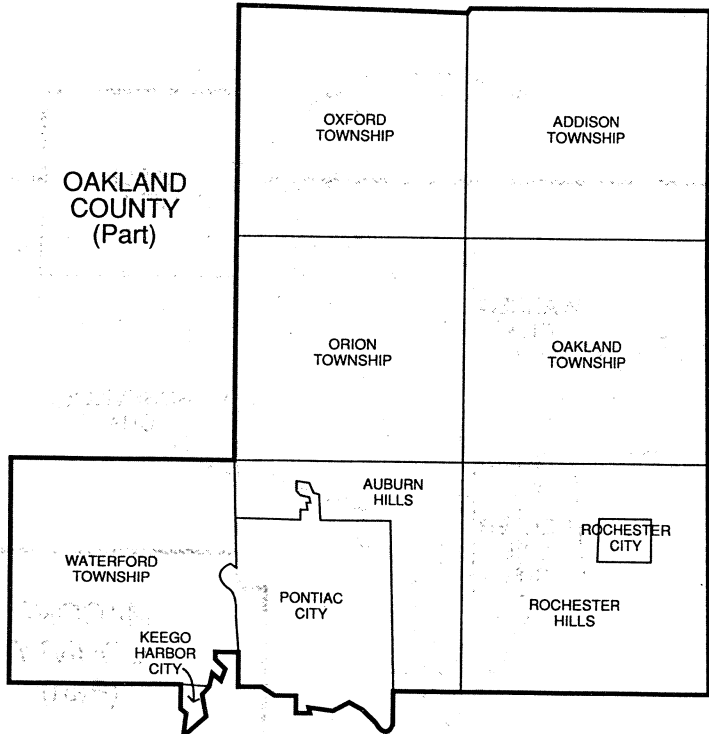 OXFORD
TOWNSHIP
ADDISON
TOWNSHIP
OAKLAND
COUNTY
(Part)
ORION
TOWNSHIP
OAKLAND
TOWNSHIP
AUBURN
HILLS
ROCHESTER
CITY
WATERFORD
TOWNSHIP
PONTIAC
CITY
ROCHESTER
HILLS
KEEGO
HARBOR
CITY